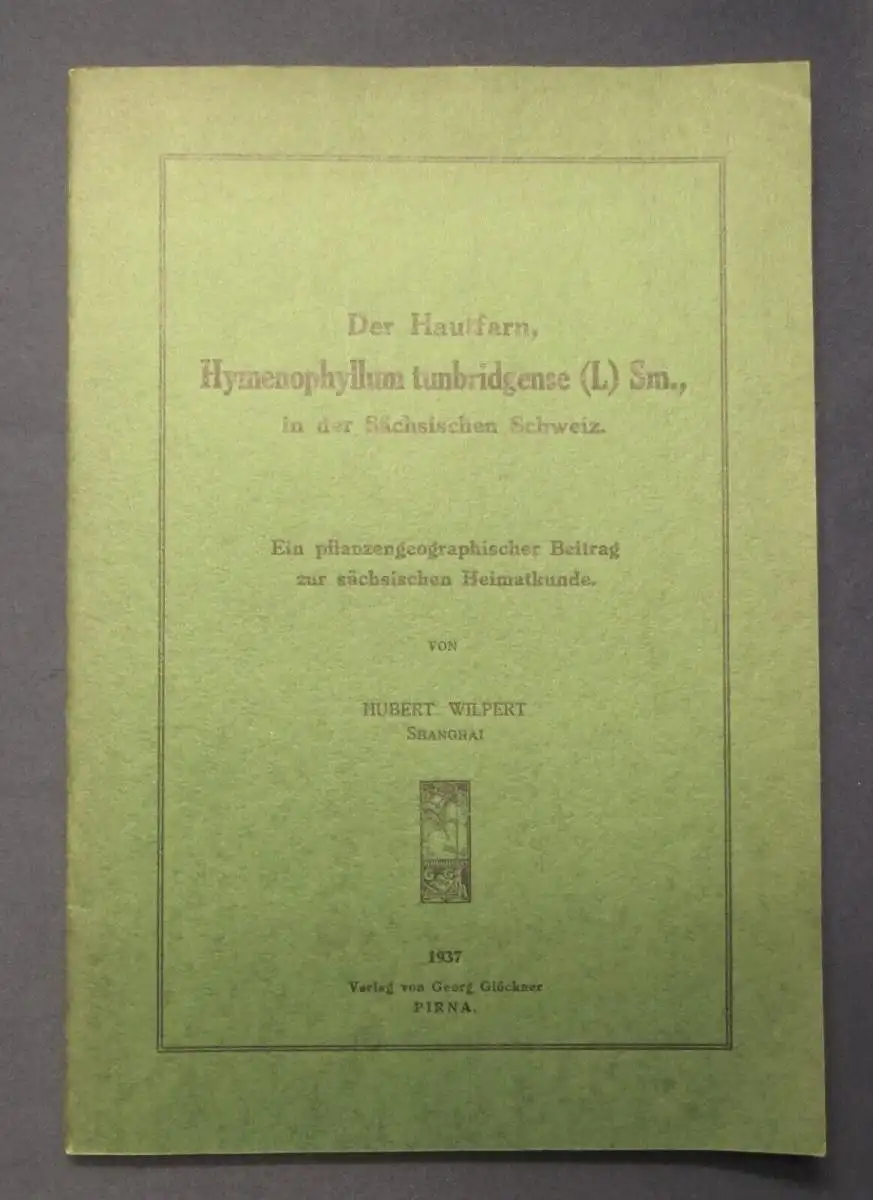 Der Hautfarn,
Hymenophyllum tunbridgense (L) Sm.,
in der Sächsischen Schweiz.
Ein pflanzengeographischer Beitrag
zur sächsischen Heimatkunde.
VON
HUBERT WILPERT
SHANGHAI
1937
Verlag von Georg Glöckner
PIRNA.